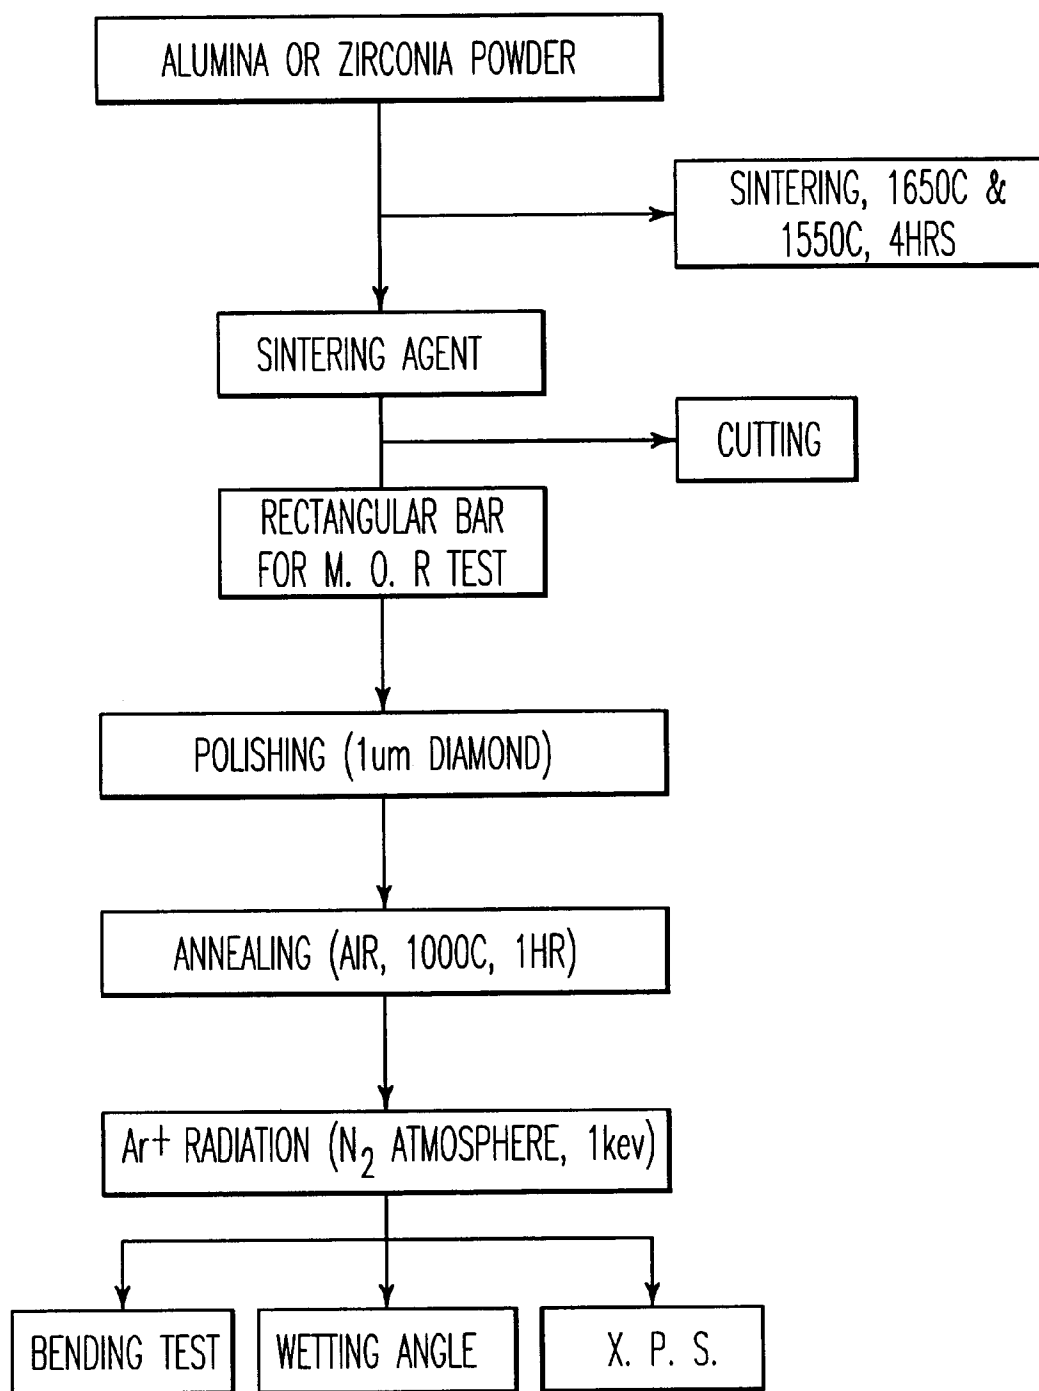 ALUMINA OR ZIRCONIA POWDER
SINTERING, 1650C &
1550C, 4HRS
SINTERING AGENT
CUTTING
RECTANGULAR BAR
FOR M. O. R TEST
POLISHING (1um DIAMOND)
ANNEALING (AIR, 1000C, 1HR)
Ar+ RADIATION (N2 ATMOSPHERE, 1kev)
BENDING TEST
WETTING ANGLE
X. P. S.